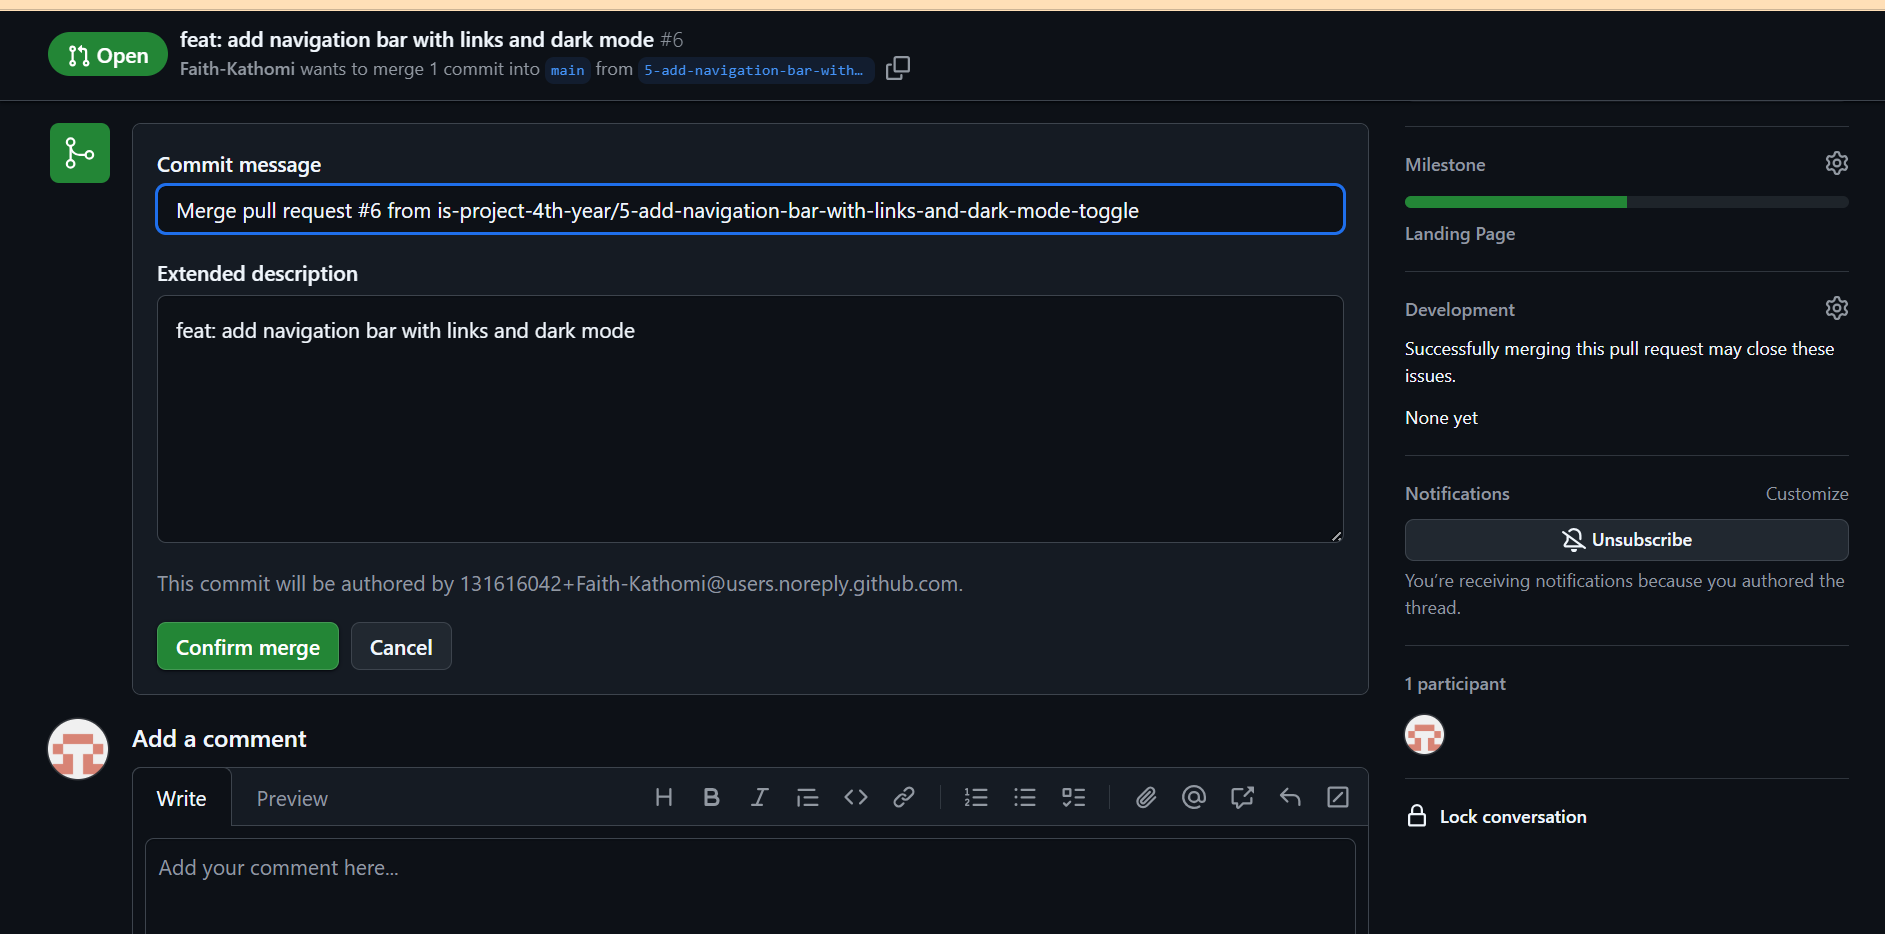 Open
feat: add navigation bar with links and dark mode #6
Faith-Kathomi wants to merge 1 commit into main from 5-add-navigation-bar-with…
Commit message
Merge pull request #6 from is-project-4th-year/5-add-navigation-bar-with-links-and-dark-mode-toggle
Extended description
feat: add navigation bar with links and dark mode
This commit will be authored by 131616042+Faith-Kathomi@users.noreply.github.com.
Confirm merge
Cancel
Add a comment
Write
Preview
Add your comment here...
Milestone
Landing Page
Development
Successfully merging this pull request may close these
issues.
None yet
Notifications
Customize
Unsubscribe
You’re receiving notifications because you authored the
thread.
1 participant
Lock conversation